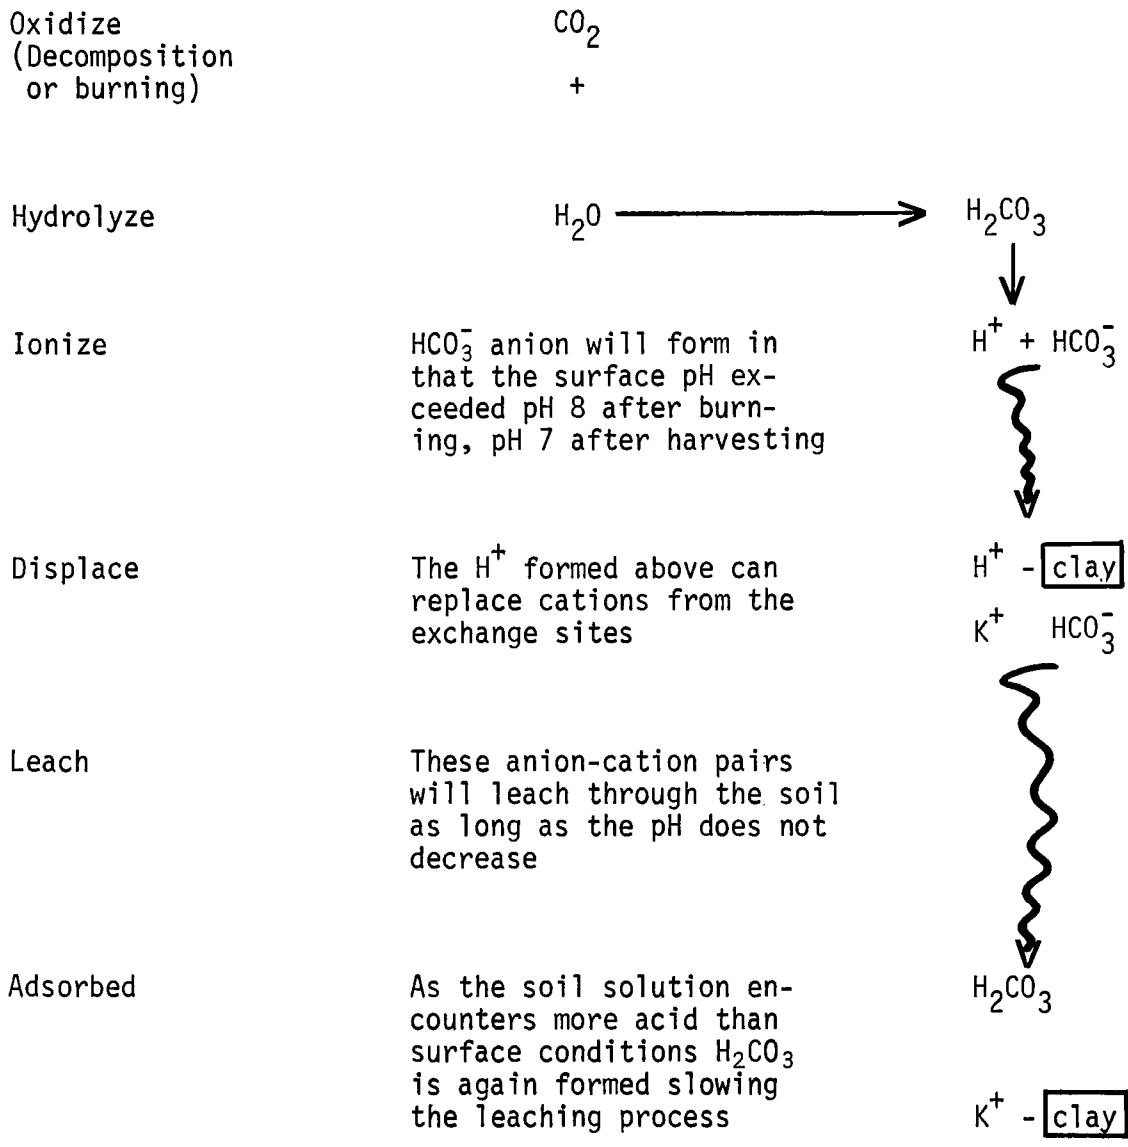 Oxidize CO₂
(Decomposition
or burning) +
Hydrolyze H₂O H₂CO₃
Ionize HCO₃⁻ anion will form in H⁺ + HCO₃⁻
that the surface pH ex-
ceeded pH 8 after burn-
ing, pH 7 after harvesting
Displace The H⁺ formed above can H⁺ - clay
replace cations from the
exchange sites K⁺ HCO₃⁻
Leach These anion-cation pairs
will leach through the soil
as long as the pH does not
decrease
Adsorbed As the soil solution en- H₂CO₃
counters more acid than
surface conditions H₂CO₃
is again formed slowing
the leaching process K⁺ - clay